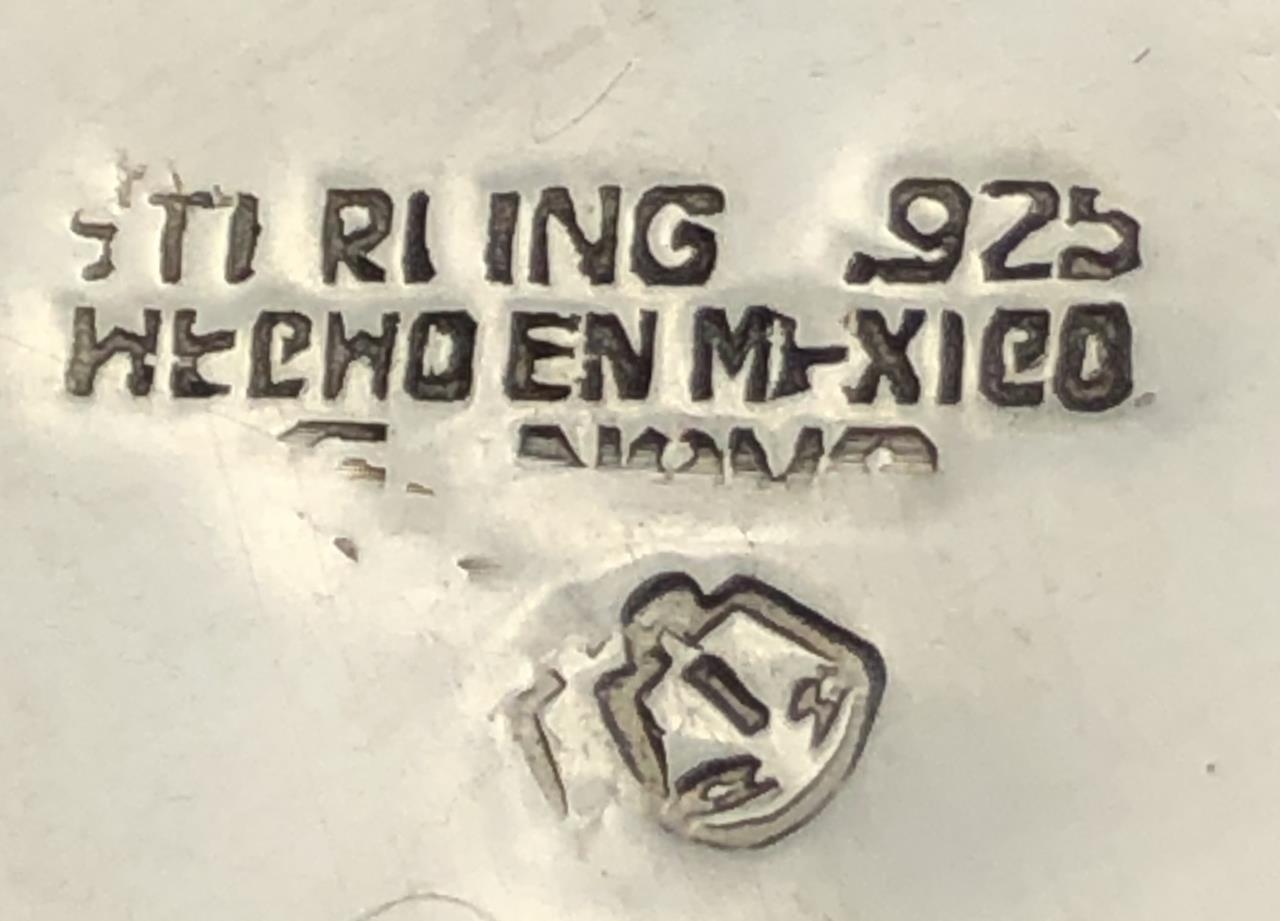 STERLING .925
HECHO EN MEXICO